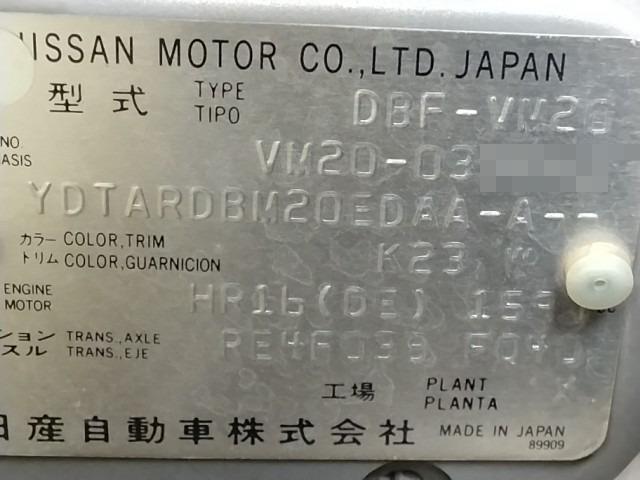 NISSAN MOTOR CO.,LTD. JAPAN
型式 TYPE TIPO DBF-VM20
NO
ASIS VM20-03
YDTARDBM20EDAA-A--
カラー COLOR,TRIM
トリム COLOR,GUARNICION K23
ENGINE
MOTOR HR16(DE) 159
ション TRANS.,AXLE
スル TRANS.,EJE RE4F03B
工場 PLANT
PLANTA
日産自動車株式会社 MADE IN JAPAN
89909